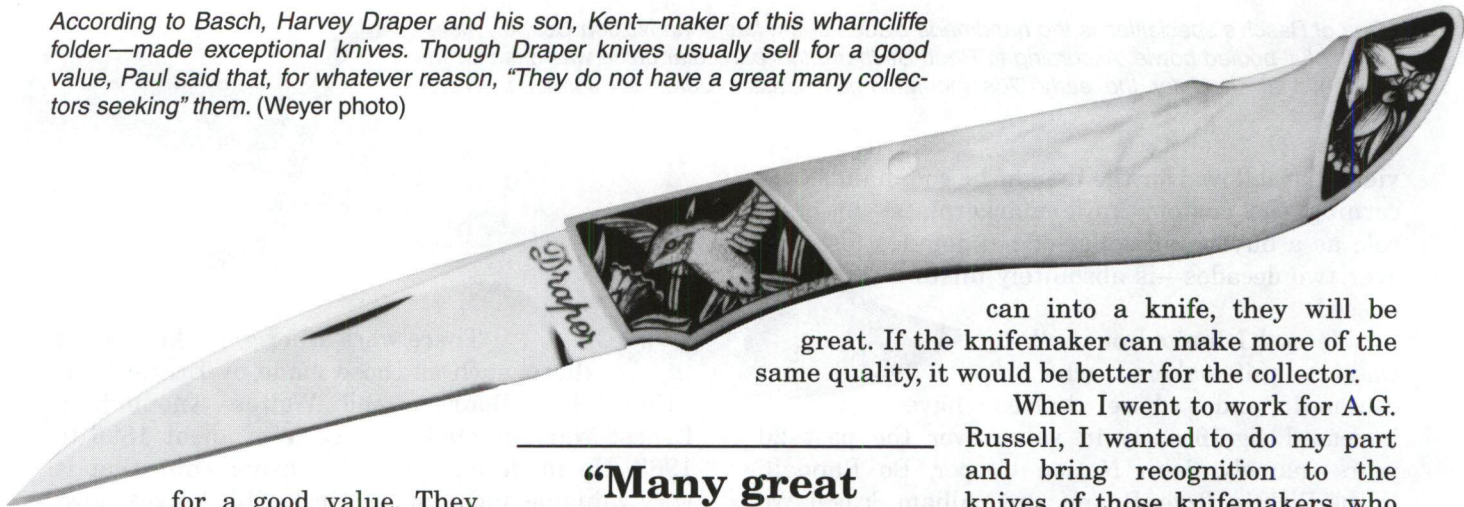 According to Basch, Harvey Draper and his son, Kent—maker of this wharncliffe
folder—made exceptional knives. Though Draper knives usually sell for a good
value, Paul said that, for whatever reason, “They do not have a great many collec-
tors seeking” them. (Weyer photo)
Draper
for a good value. They
“Many great
can into a knife, they will be
great. If the knifemaker can make more of the
same quality, it would be better for the collector.
When I went to work for A.G.
Russell, I wanted to do my part
and bring recognition to the
knives of those knifemakers who